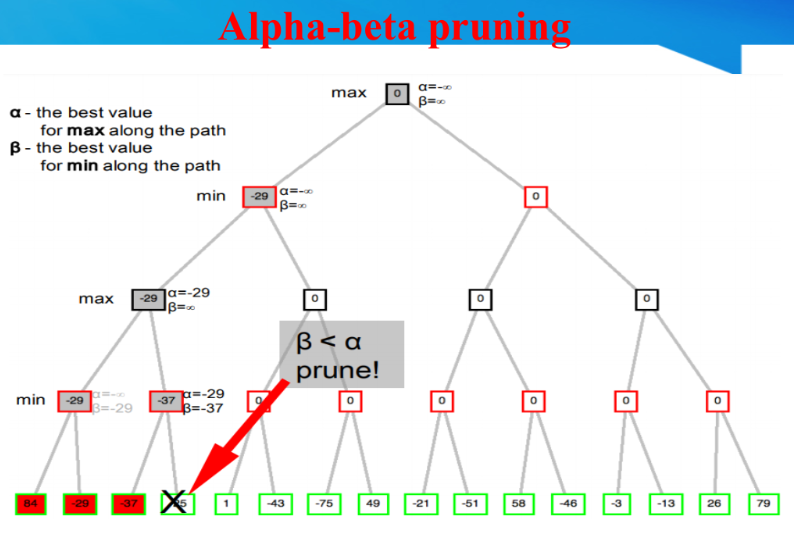 Alpha-beta pruning
max 0 α=-∞
β=∞
α - the best value
for max along the path
β - the best value
for min along the path
min -29 α=-∞ 0
β=∞
max -29 α=-29 0 0 0
β=∞
β < α
prune!
min -29 α=-∞ -37 α=-29 0 0 0 0 0 0
β=-29 β=-37
84 -29 -37 X 1 -43 -75 49 -21 -51 58 -46 -3 -13 26 79